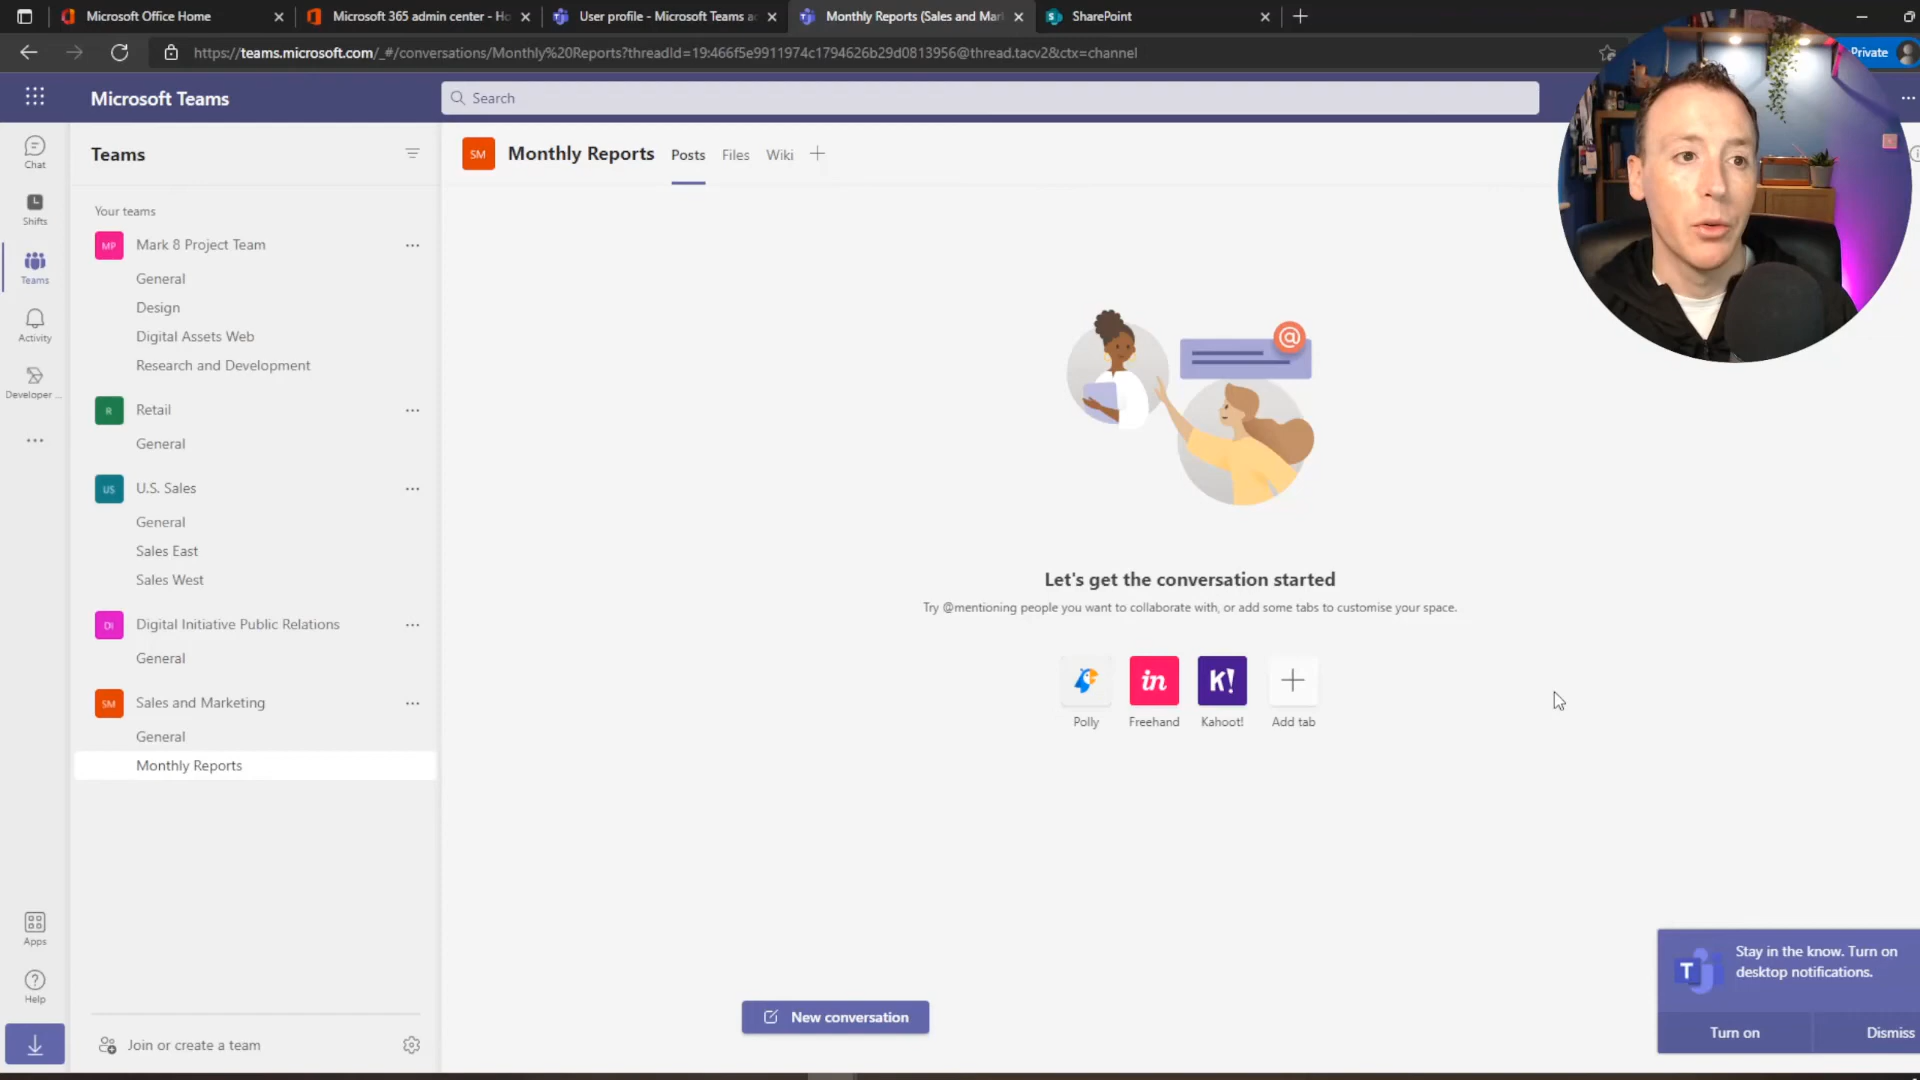 Microsoft Office Home
Microsoft 365 admin center - Ho
User profile - Microsoft Teams a
Monthly Reports (Sales and Mar
SharePoint
https://teams.microsoft.com/_#/conversations/Monthly%20Reports?threadId=19:466f5e9911974c1794626b29d0813956@thread.tacv2&ctx=channel
Private
Microsoft Teams
Search
Chat
Shifts
Teams
Activity
Developer ...
Apps
Help
Teams
Your teams
MP Mark 8 Project Team
General
Design
Digital Assets Web
Research and Development
R Retail
General
US U.S. Sales
General
Sales East
Sales West
DI Digital Initiative Public Relations
General
SM Sales and Marketing
General
Monthly Reports
Join or create a team
SM Monthly Reports Posts Files Wiki
@
Let's get the conversation started
Try @mentioning people you want to collaborate with, or add some tabs to customise your space.
in K!
Polly Freehand Kahoot! Add tab
New conversation
T
Stay in the know. Turn on
desktop notifications.
Turn on Dismiss